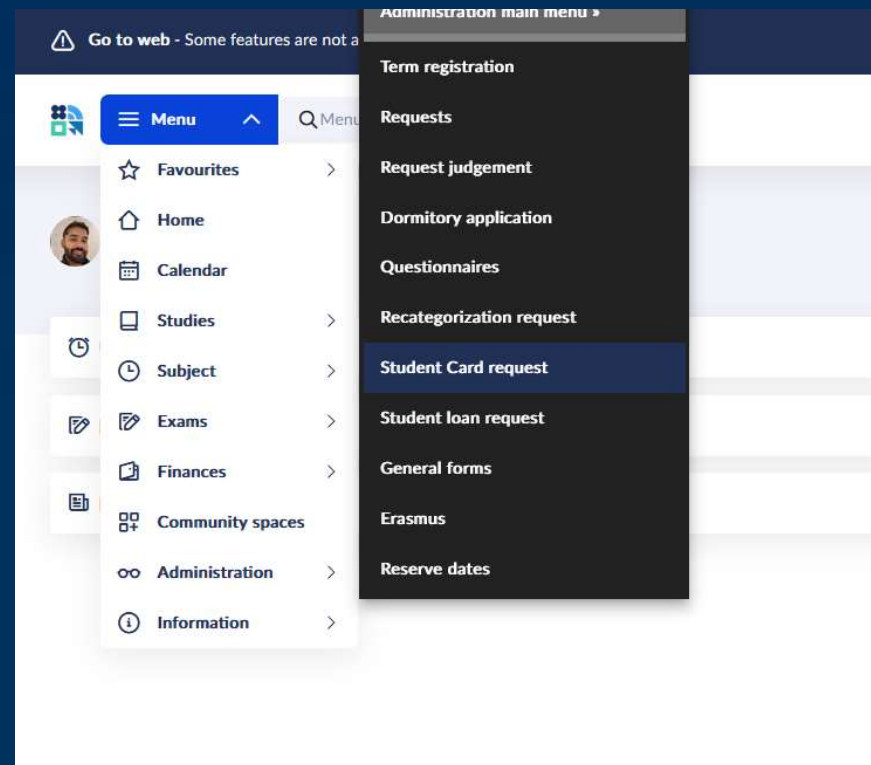 Go to web - Some features are not a
Menu
Menu
Favourites
Home
Calendar
Studies
Subject
Exams
Finances
Community spaces
Administration
Information
Administration main menu »
Term registration
Requests
Request judgement
Dormitory application
Questionnaires
Recategorization request
Student Card request
Student loan request
General forms
Erasmus
Reserve dates